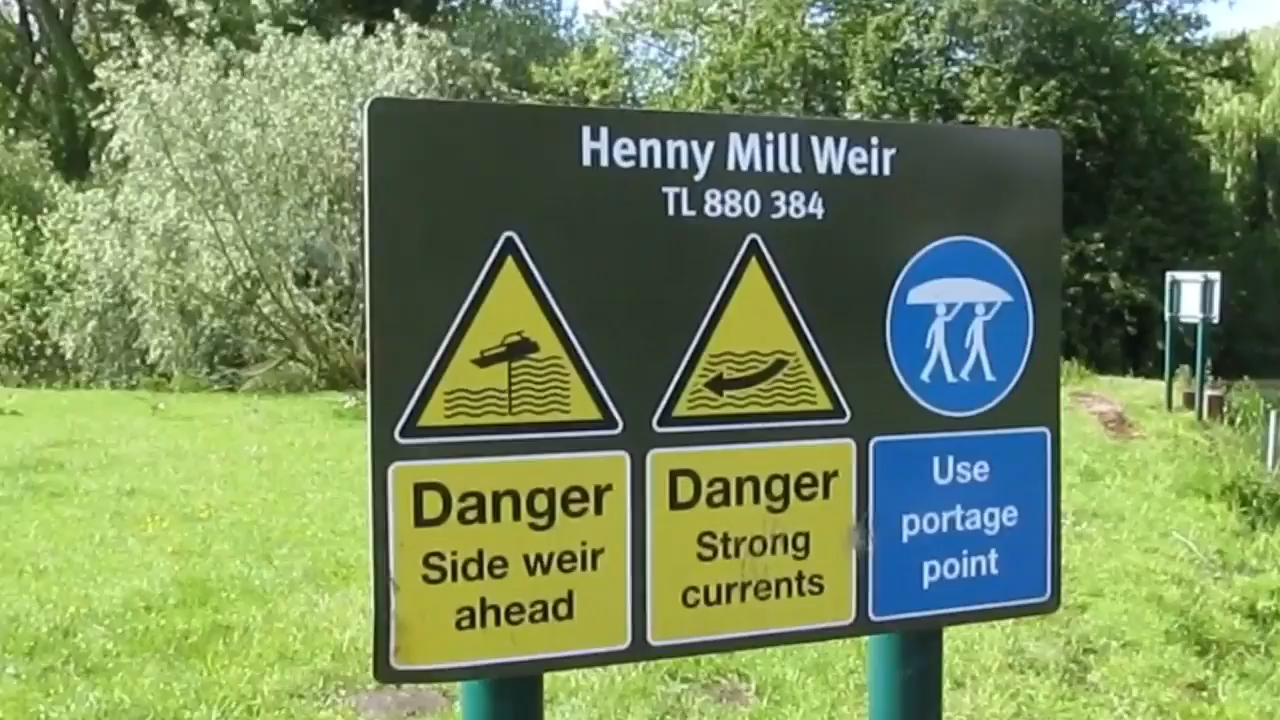 Henny Mill Weir
TL 880 384
Danger
Side weir
ahead
Danger
Strong
currents
Use
portage
point